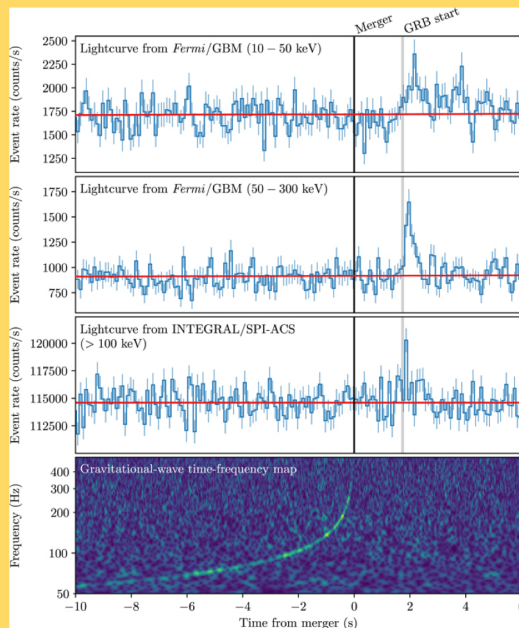 Merger GRB start
Lightcurve from Fermi/GBM (10 − 50 keV)
Event rate (counts/s)
2500
2250
2000
1750
1500
1250
Lightcurve from Fermi/GBM (50 − 300 keV)
Event rate (counts/s)
1750
1500
1250
1000
750
Lightcurve from INTEGRAL/SPI-ACS
(> 100 keV)
Event rate (counts/s)
120000
117500
115000
112500
Gravitational-wave time-frequency map
Frequency (Hz)
400
300
200
100
50
−10 −8 −6 −4 −2 0 2 4 6
Time from merger (s)